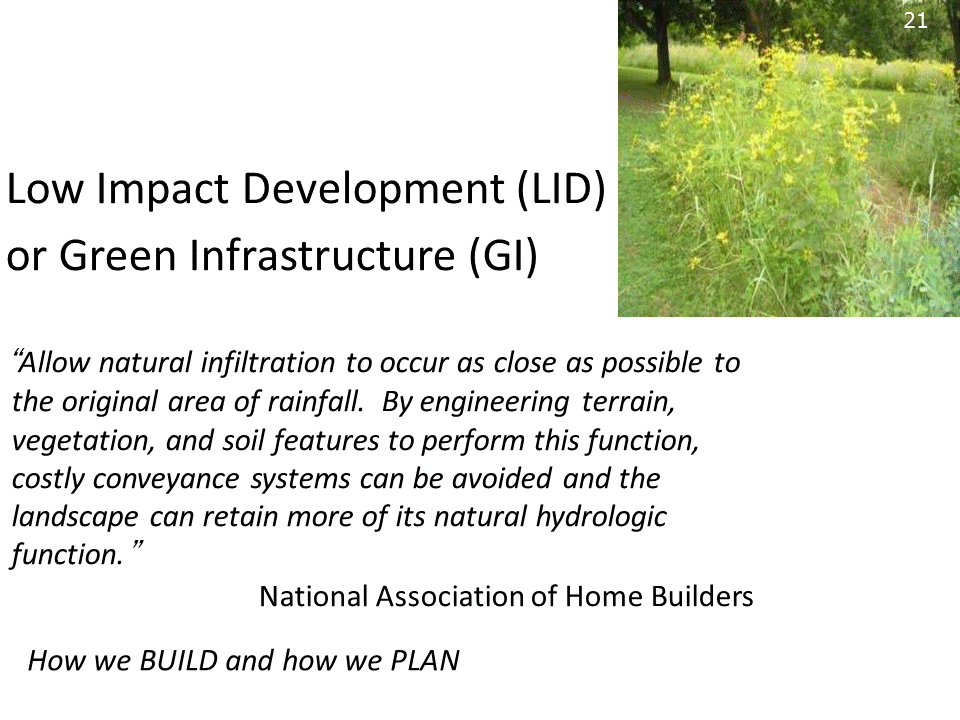 21
Low Impact Development (LID)
or Green Infrastructure (GI)
“Allow natural infiltration to occur as close as possible to
the original area of rainfall.  By engineering terrain,
vegetation, and soil features to perform this function,
costly conveyance systems can be avoided and the
landscape can retain more of its natural hydrologic
function.”
National Association of Home Builders
How we BUILD and how we PLAN